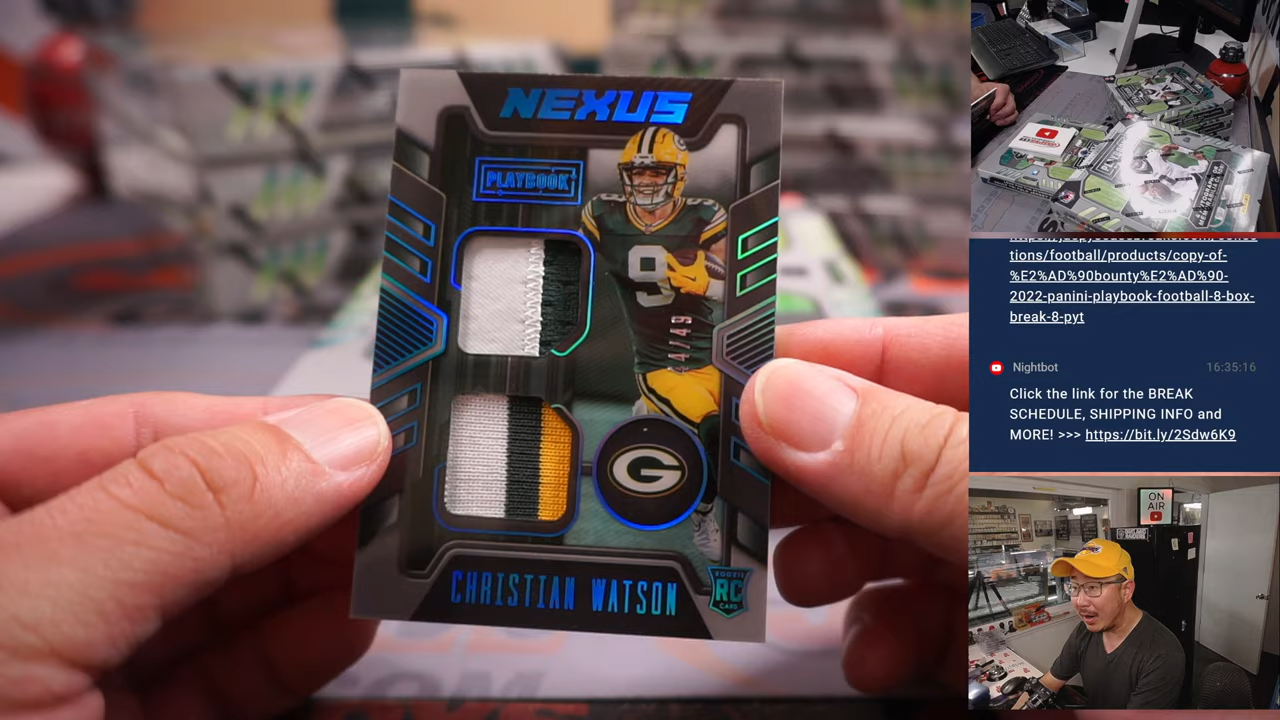 NEXUS
PLAYBOOK
9
44/49
G
CHRISTIAN WATSON
ROOKIE
RC
CARD
tions/football/products/copy-of-
%E2%AD%90bounty%E2%AD%90-
2022-panini-playbook-football-8-box-
break-8-pyt
Nightbot
16:35:16
Click the link for the BREAK
SCHEDULE, SHIPPING INFO and
MORE! >>> https://bit.ly/2Sdw6K9
ON
AIR